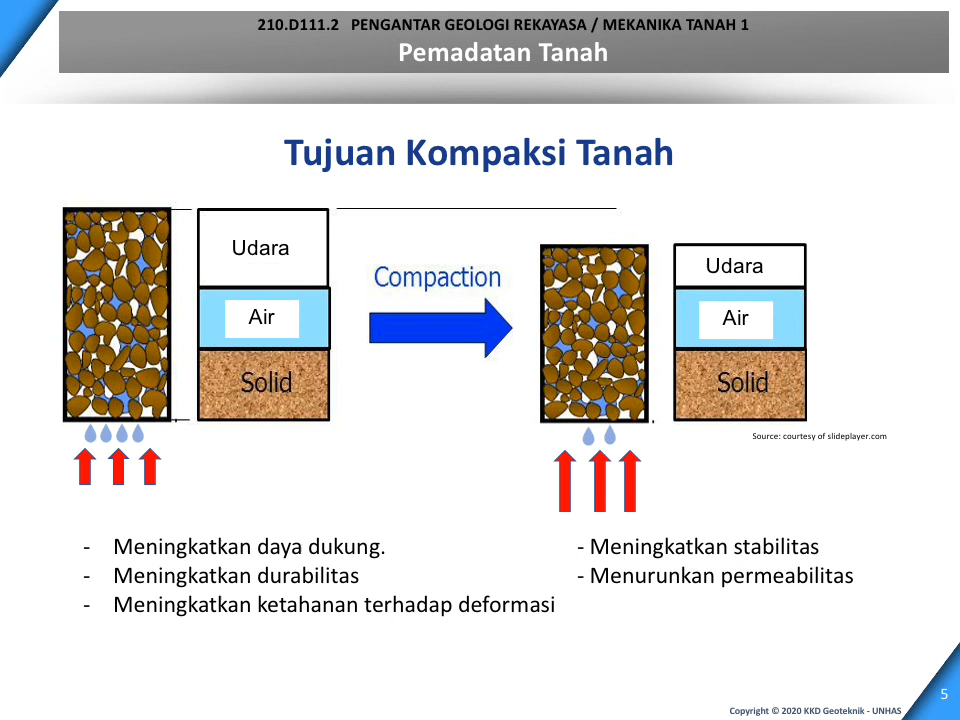 210.D111.2 PENGANTAR GEOLOGI REKAYASA / MEKANIKA TANAH 1
Pemadatan Tanah
Tujuan Kompaksi Tanah
Udara
Air
Solid
Compaction
Udara
Air
Solid
Source: courtesy of slideplayer.com
- Meningkatkan daya dukung.
- Meningkatkan durabilitas
- Meningkatkan ketahanan terhadap deformasi
- Meningkatkan stabilitas
- Menurunkan permeabilitas
5
Copyright © 2020 KKD Geoteknik - UNHAS